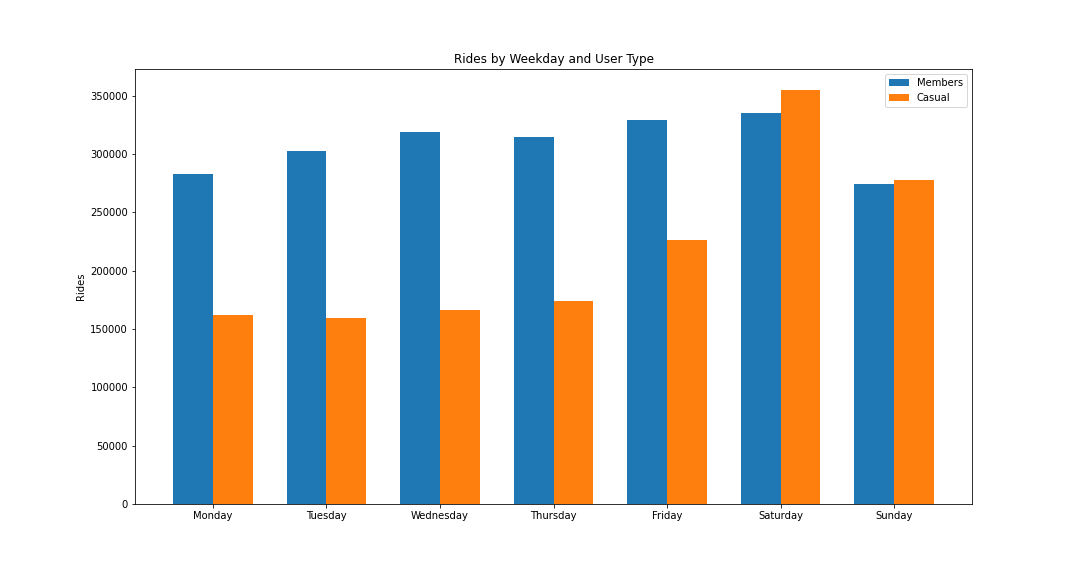 Rides by Weekday and User Type
Members
Casual
Rides
350000
300000
250000
200000
150000
100000
50000
0
Monday Tuesday Wednesday Thursday Friday Saturday Sunday